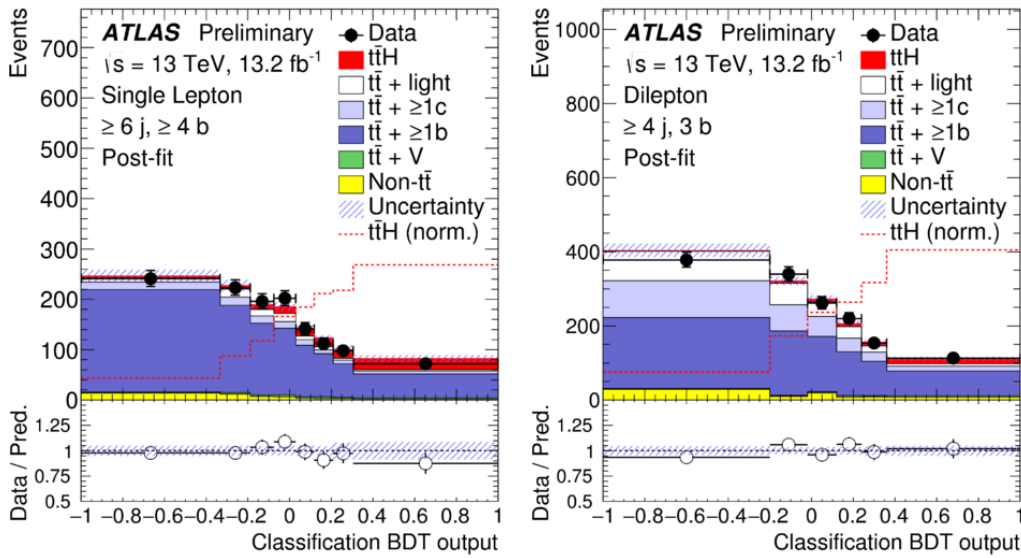 Events
ATLAS Preliminary
√s = 13 TeV, 13.2 fb⁻¹
Single Lepton
≥ 6 j, ≥ 4 b
Post-fit
Data
tt̄H
tt̄ + light
tt̄ + ≥1c
tt̄ + ≥1b
tt̄ + V
Non-tt̄
Uncertainty
tt̄H (norm.)
700
600
500
400
300
200
100
0
Data / Pred.
1.25
1
0.75
0.5
−1 −0.8 −0.6 −0.4 −0.2 0 0.2 0.4 0.6 0.8 1
Classification BDT output
Events
ATLAS Preliminary
√s = 13 TeV, 13.2 fb⁻¹
Dilepton
≥ 4 j, 3 b
Post-fit
Data
tt̄H
tt̄ + light
tt̄ + ≥1c
tt̄ + ≥1b
tt̄ + V
Non-tt̄
Uncertainty
tt̄H (norm.)
1000
800
600
400
200
0
Data / Pred.
1.25
1
0.75
0.5
−1 −0.8 −0.6 −0.4 −0.2 0 0.2 0.4 0.6 0.8 1
Classification BDT output